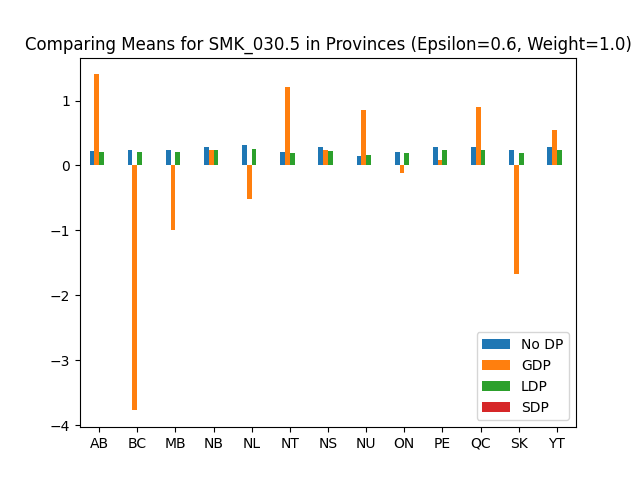 Comparing Means for SMK_030.5 in Provinces (Epsilon=0.6, Weight=1.0)
1
0
−1
−2
−3
−4
AB BC MB NB NL NT NS NU ON PE QC SK YT
No DP
GDP
LDP
SDP